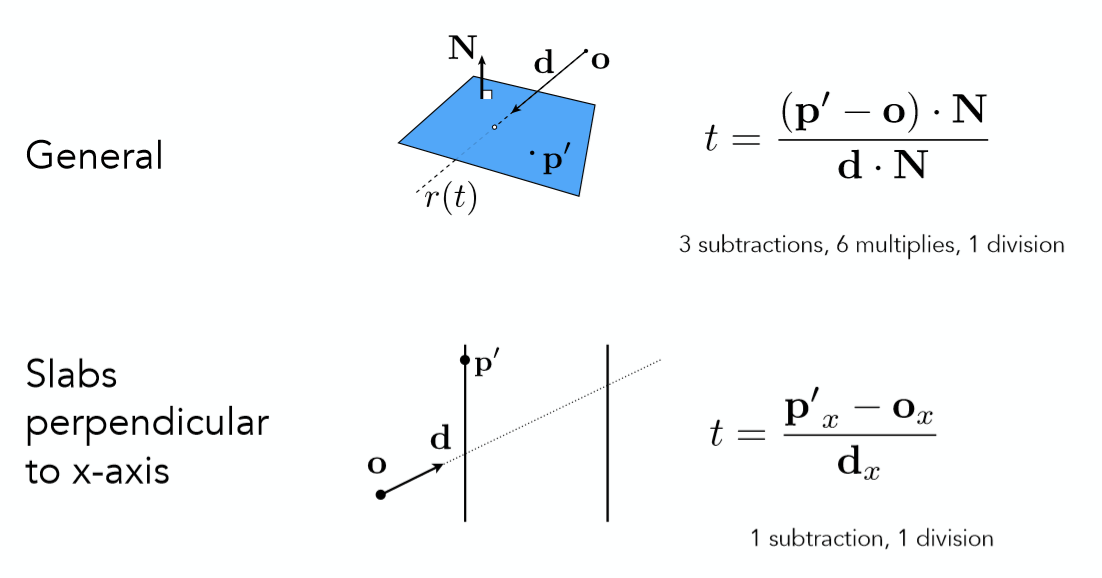 General
N
d
o
p′
r(t)
t = (p′ − o) · N / d · N
3 subtractions, 6 multiplies, 1 division
Slabs
perpendicular
to x-axis
p′
d
o
t = p′ₓ − oₓ / dₓ
1 subtraction, 1 division